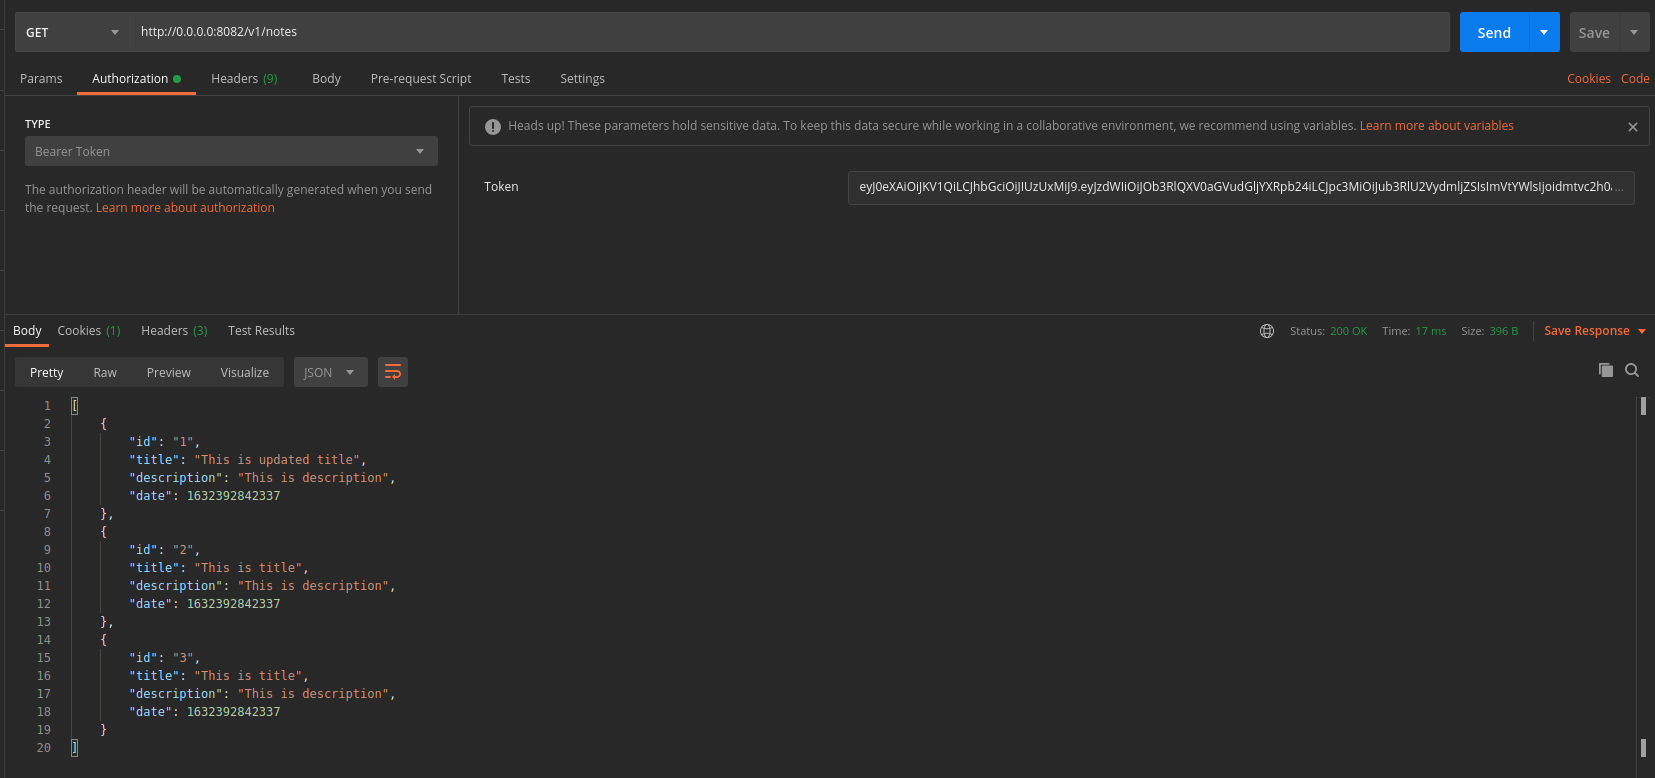 GET http://0.0.0.0:8082/v1/notes Send Save
Params Authorization Headers (9) Body Pre-request Script Tests Settings Cookies Code
TYPE
Bearer Token
The authorization header will be automatically generated when you send
the request. Learn more about authorization
Heads up! These parameters hold sensitive data. To keep this data secure while working in a collaborative environment, we recommend using variables. Learn more about variables
Token
Body Cookies (1) Headers (3) Test Results Status: 200 OK Time: 17 ms Size: 396 B Save Response
Pretty Raw Preview Visualize JSON
1 [
2 {
3 "id": "1",
4 "title": "This is updated title",
5 "description": "This is description",
6 "date": 1632392842337
7 },
8 {
9 "id": "2",
10 "title": "This is title",
11 "description": "This is description",
12 "date": 1632392842337
13 },
14 {
15 "id": "3",
16 "title": "This is title",
17 "description": "This is description",
18 "date": 1632392842337
19 }
20 ]